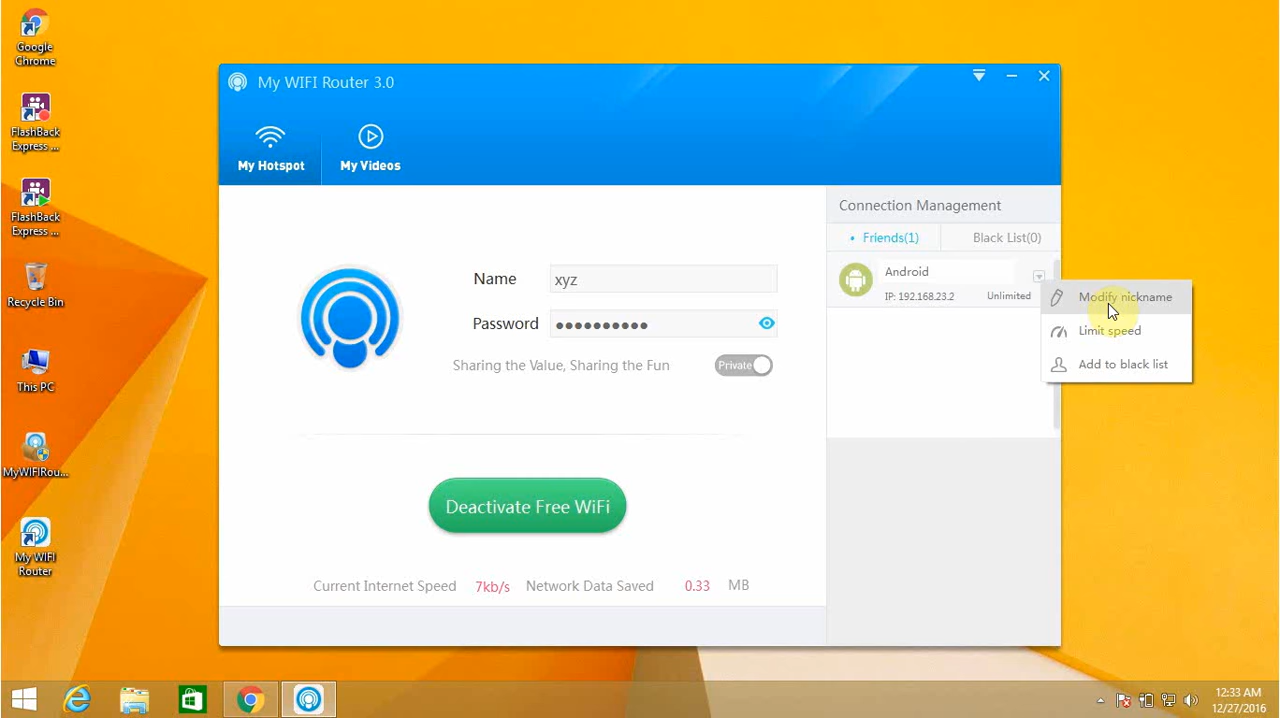 Google
Chrome
FlashBack
Express ...
FlashBack
Express ...
Recycle Bin
This PC
MyWIFIRou...
My WIFI
Router
My WIFI Router 3.0
My Hotspot
My Videos
Name
xyz
Password
●●●●●●●●●●
Sharing the Value, Sharing the Fun
Private
Deactivate Free WiFi
Current Internet Speed 7kb/s Network Data Saved 0.33 MB
Connection Management
• Friends(1)
Black List(0)
Android
IP: 192.168.23.2 Unlimited
Modify nickname
Limit speed
Add to black list
12:33 AM
12/27/2016